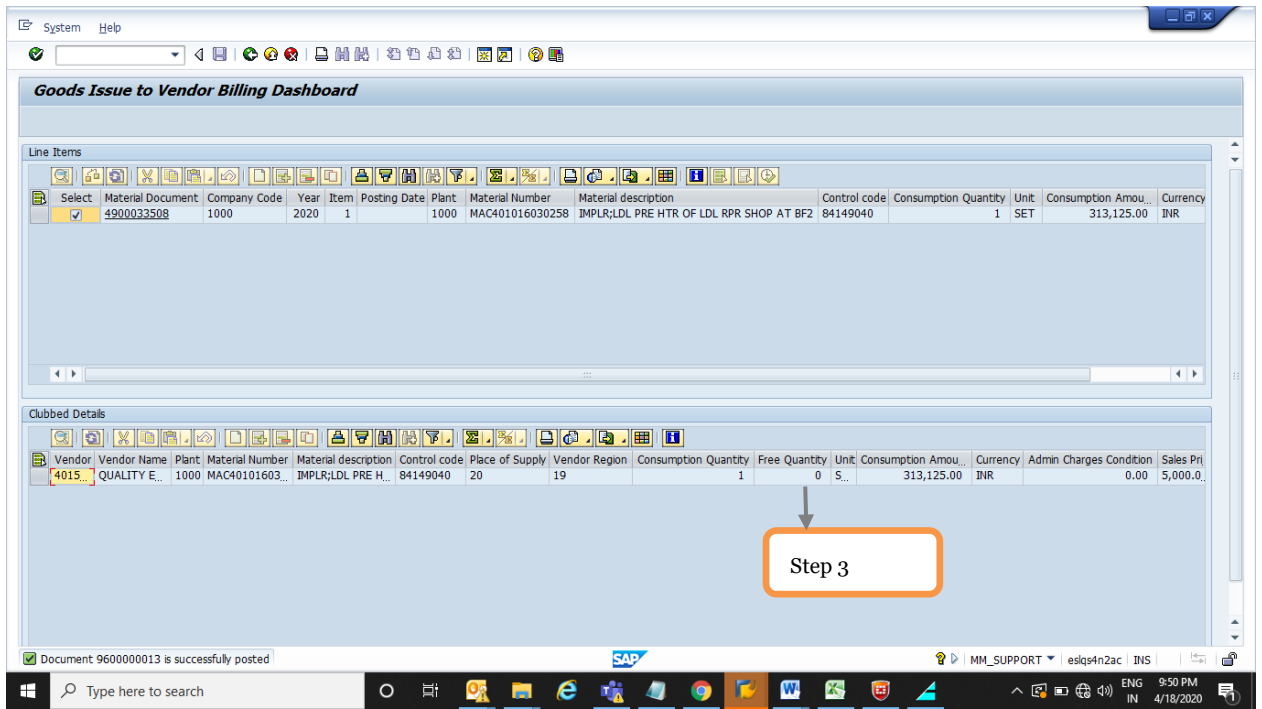 System Help
Goods Issue to Vendor Billing Dashboard
Line Items
Select Material Document Company Code Year Item Posting Date Plant Material Number Material description Control code Consumption Quantity Unit Consumption Amou... Currency
4900033508 1000 2020 1 1000 MAC401016030258 IMPLR;LDL PRE HTR OF LDL RPR SHOP AT BF2 84149040 1 SET 313,125.00 INR
Clubbed Details
Vendor Vendor Name Plant Material Number Material description Control code Place of Supply Vendor Region Consumption Quantity Free Quantity Unit Consumption Amou... Currency Admin Charges Condition Sales Pri
4015... QUALITY E... 1000 MAC40101603... IMPLR;LDL PRE H... 84149040 20 19 1 0 S... 313,125.00 INR 0.00 5,000.0...
Step 3
Document 9600000013 is successfully posted SAP MM_SUPPORT eslqs4n2ac INS
Type here to search ENG 9:50 PM
IN 4/18/2020